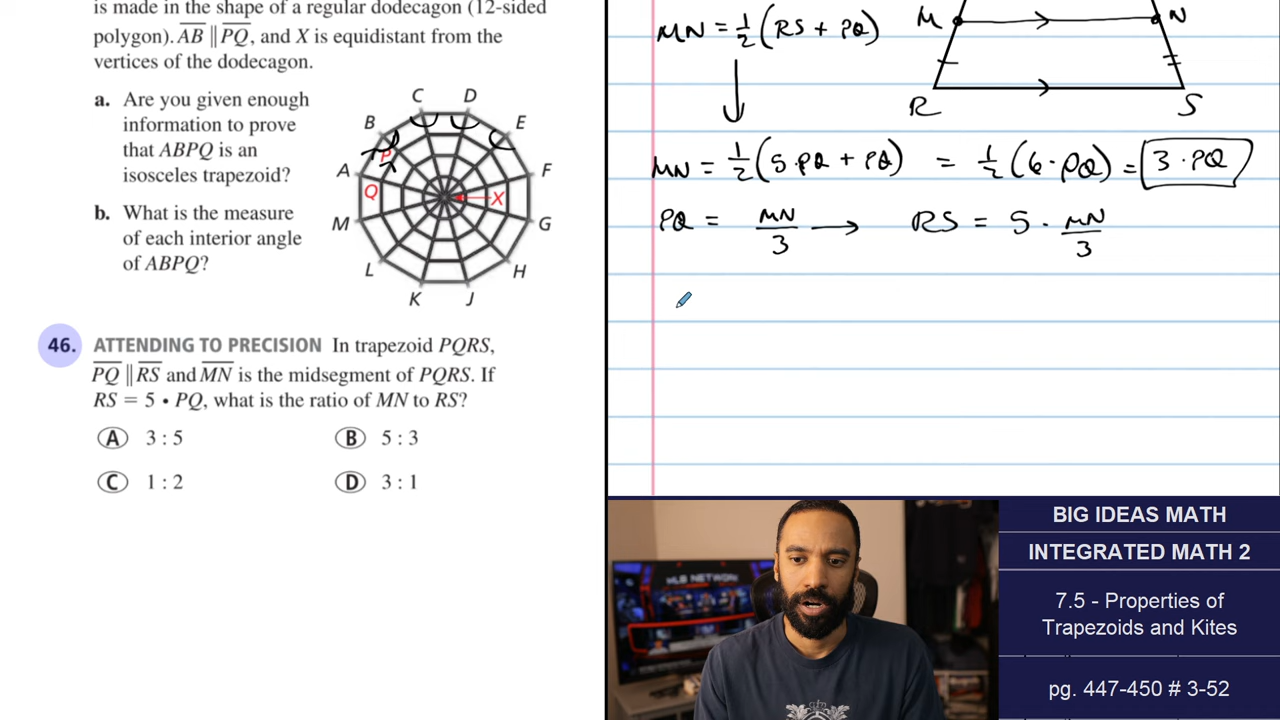 is made in the shape of a regular dodecagon (12-sided
polygon). AB ∥ PQ, and X is equidistant from the
vertices of the dodecagon.
a. Are you given enough
information to prove
that ABPQ is an
isosceles trapezoid?
b. What is the measure
of each interior angle
of ABPQ?
C D
B E
P
A F
Q X
M G
L H
K J
46. ATTENDING TO PRECISION In trapezoid PQRS,
PQ ∥ RS and MN is the midsegment of PQRS. If
RS = 5 • PQ, what is the ratio of MN to RS?
A 3 : 5 B 5 : 3
C 1 : 2 D 3 : 1
MN = 1/2 (RS + PQ)
M N
R S
MN = 1/2 (5·PQ + PQ) = 1/2 (6·PQ) = 3·PQ
PQ = MN/3 → RS = 5 · MN/3
MLB NETWORK
BIG IDEAS MATH
INTEGRATED MATH 2
7.5 - Properties of
Trapezoids and Kites
pg. 447-450 # 3-52